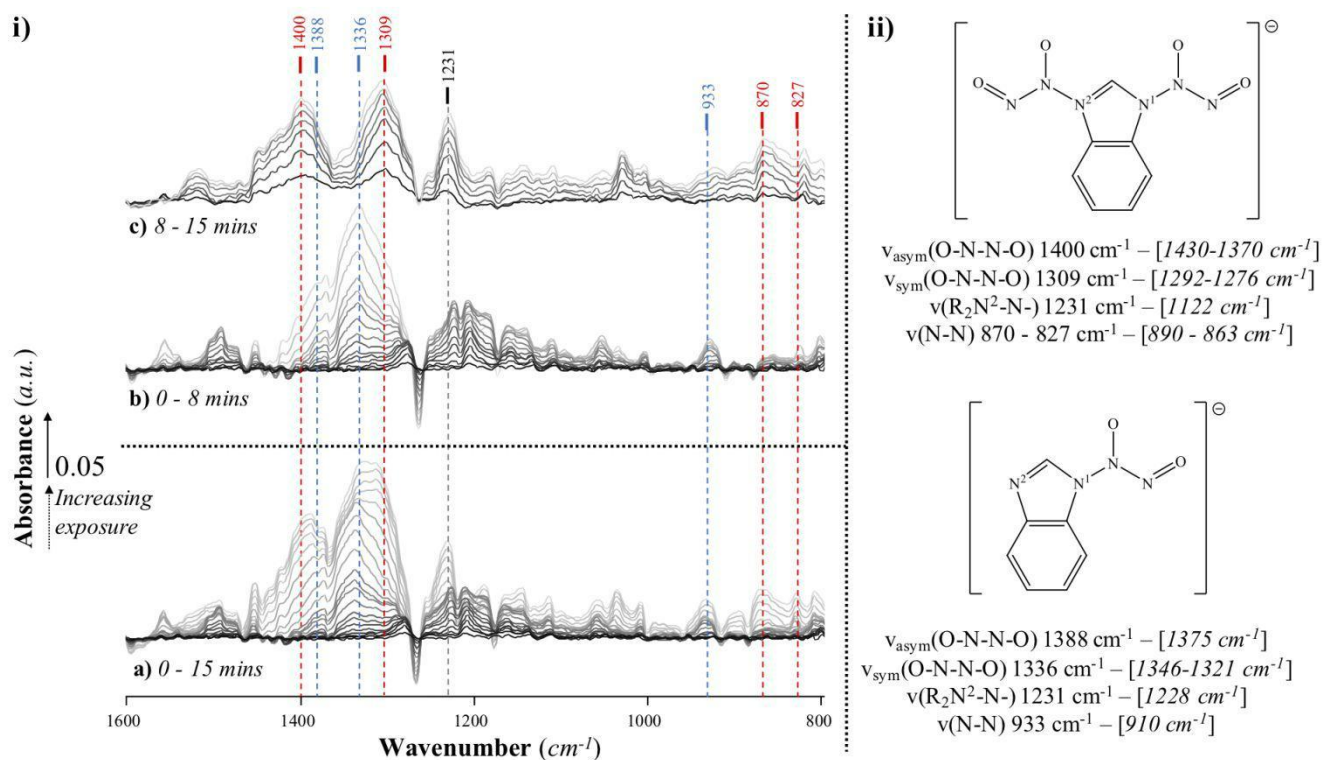 i)
1400
1388
1336
1309
1231
933
870
827
c) 8 - 15 mins
b) 0 - 8 mins
a) 0 - 15 mins
Absorbance (a.u.)
0.05
Increasing
exposure
1600
1400
1200
1000
800
Wavenumber (cm⁻¹)
ii)
⊖
O
O
O
N
N
N
O
N
N²
N¹
νasym(O-N-N-O) 1400 cm⁻¹ – [1430-1370 cm⁻¹]
νsym(O-N-N-O) 1309 cm⁻¹ – [1292-1276 cm⁻¹]
ν(R₂N²-N-) 1231 cm⁻¹ – [1122 cm⁻¹]
ν(N-N) 870 - 827 cm⁻¹ – [890 - 863 cm⁻¹]
⊖
O
O
N
N²
N¹
N
νasym(O-N-N-O) 1388 cm⁻¹ – [1375 cm⁻¹]
νsym(O-N-N-O) 1336 cm⁻¹ – [1346-1321 cm⁻¹]
ν(R₂N²-N-) 1231 cm⁻¹ – [1228 cm⁻¹]
ν(N-N) 933 cm⁻¹ – [910 cm⁻¹]